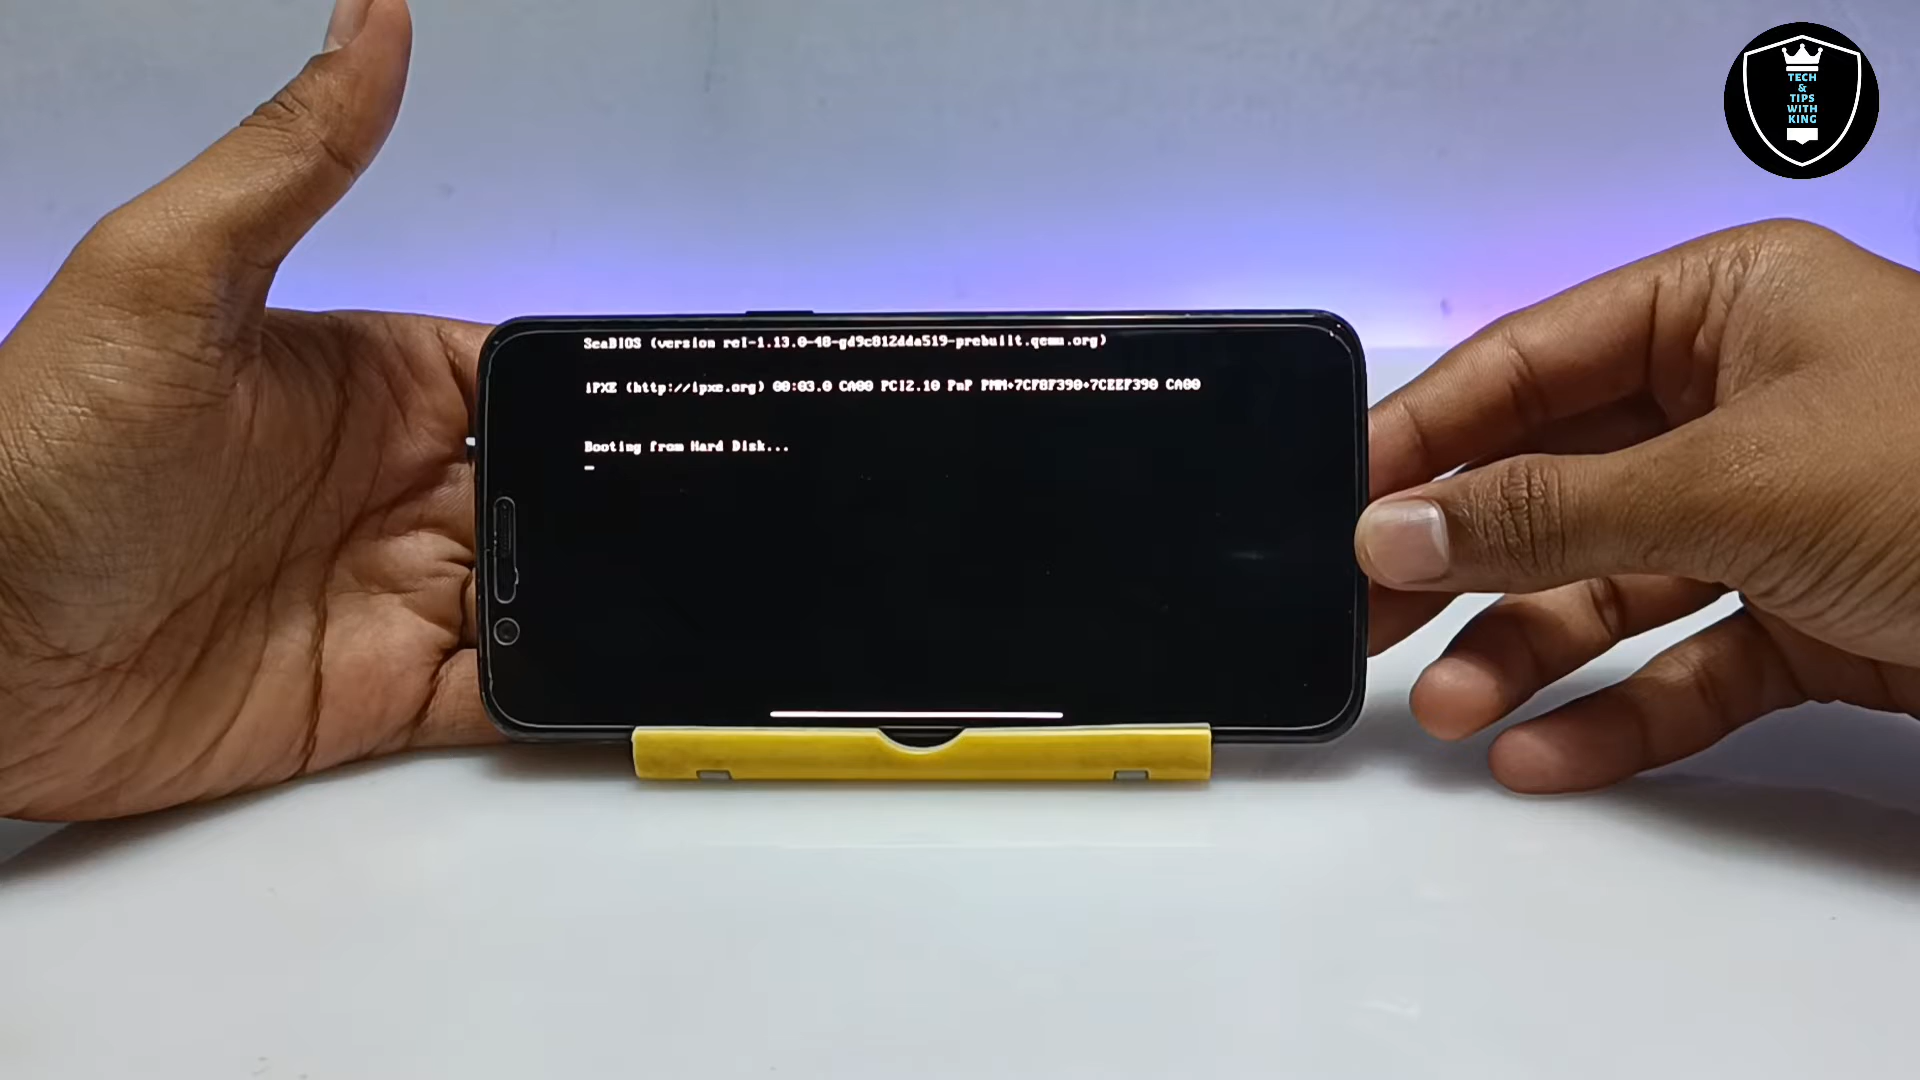 TECH
&
TIPS
WITH
KING
SeaBIOS (version rel-1.13.0-48-gd9c812dda519-prebuilt.qemu.org)
iPXE (http://ipxe.org) 00:03.0 CA00 PCI2.10 PnP PMM+7CF8F390+7CEEF390 CA00
Booting from Hard Disk...